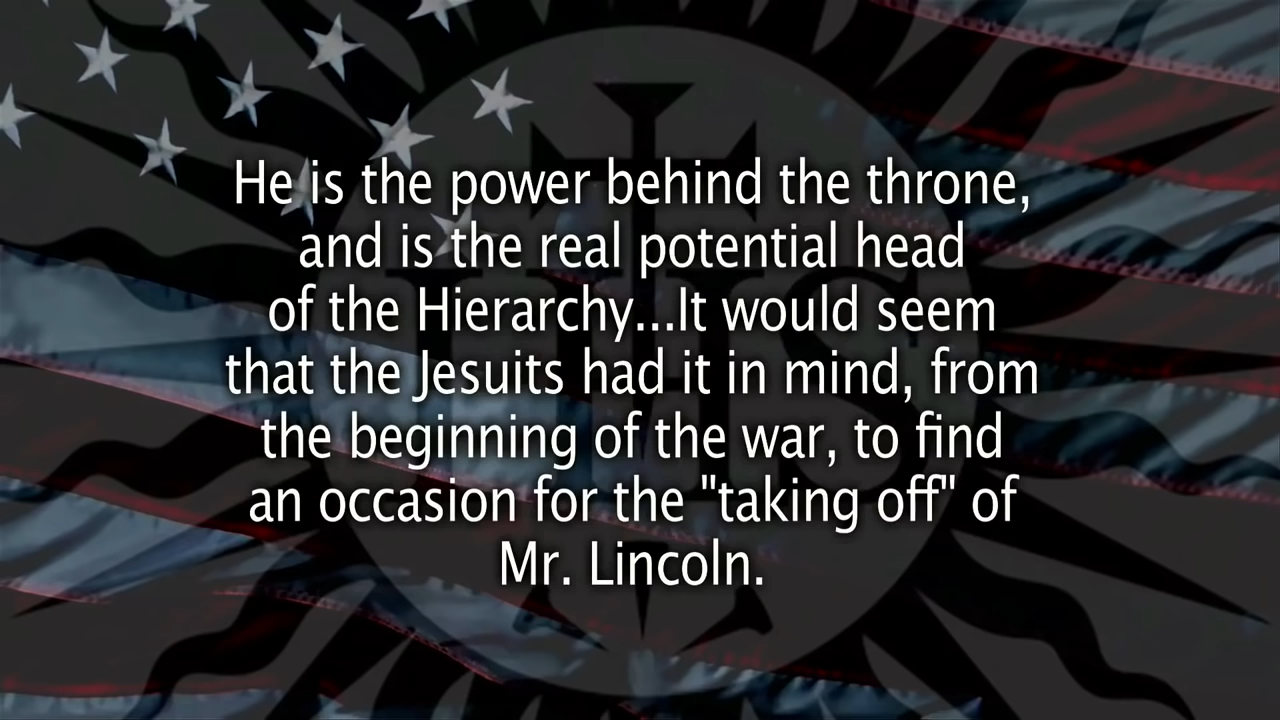 He is the power behind the throne,
and is the real potential head
of the Hierarchy...It would seem
that the Jesuits had it in mind, from
the beginning of the war, to find
an occasion for the "taking off" of
Mr. Lincoln.
IHS